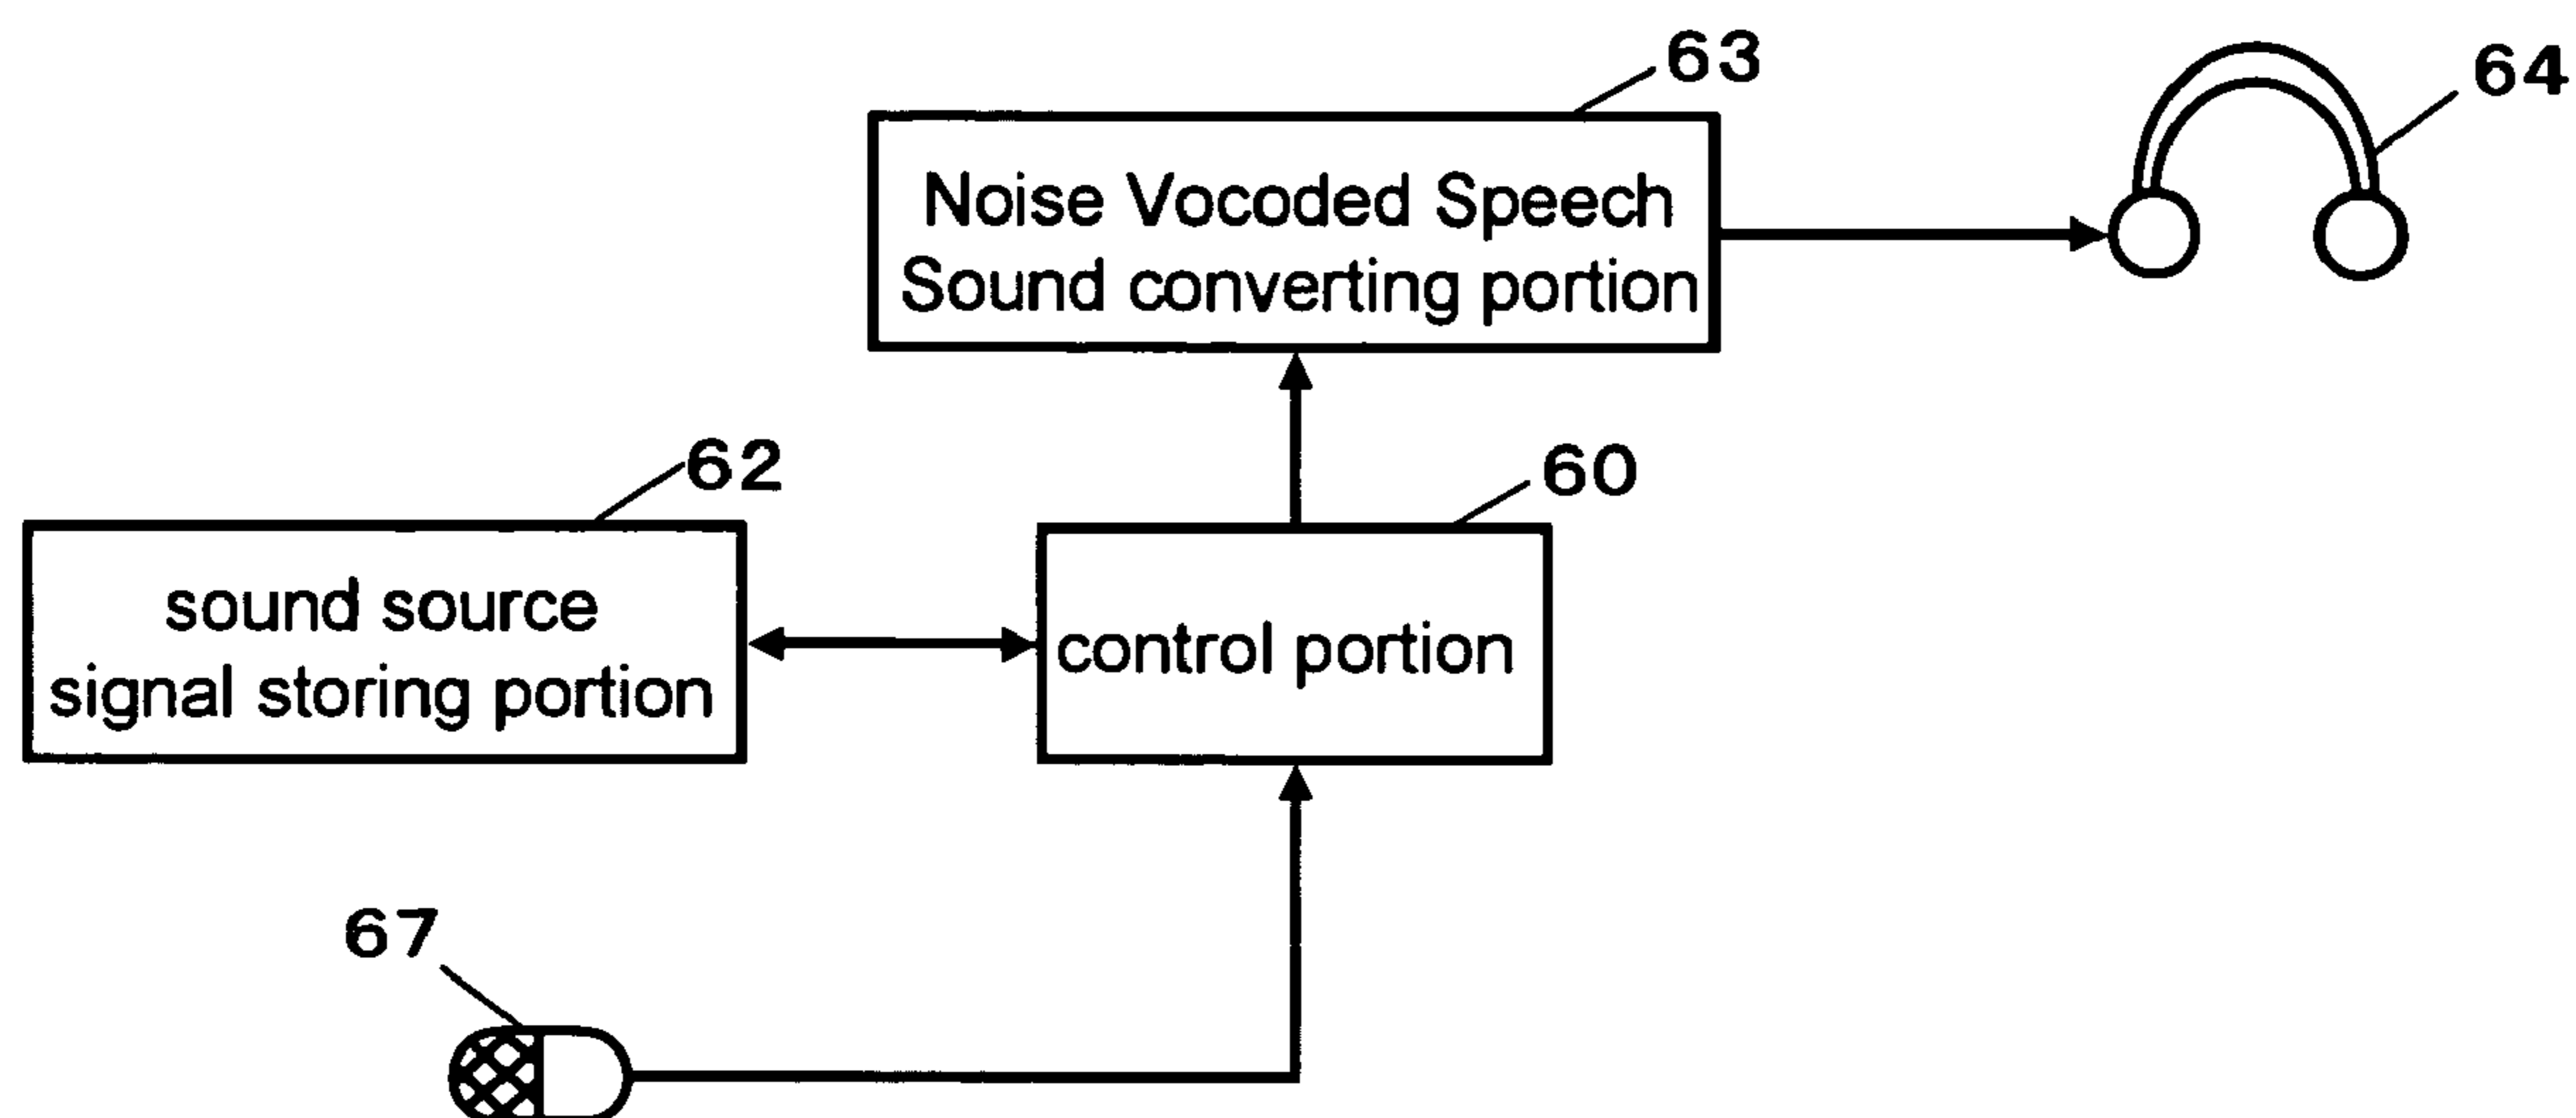 63
64
Noise Vocoded Speech
Sound converting portion
62
60
sound source
signal storing portion
control portion
67